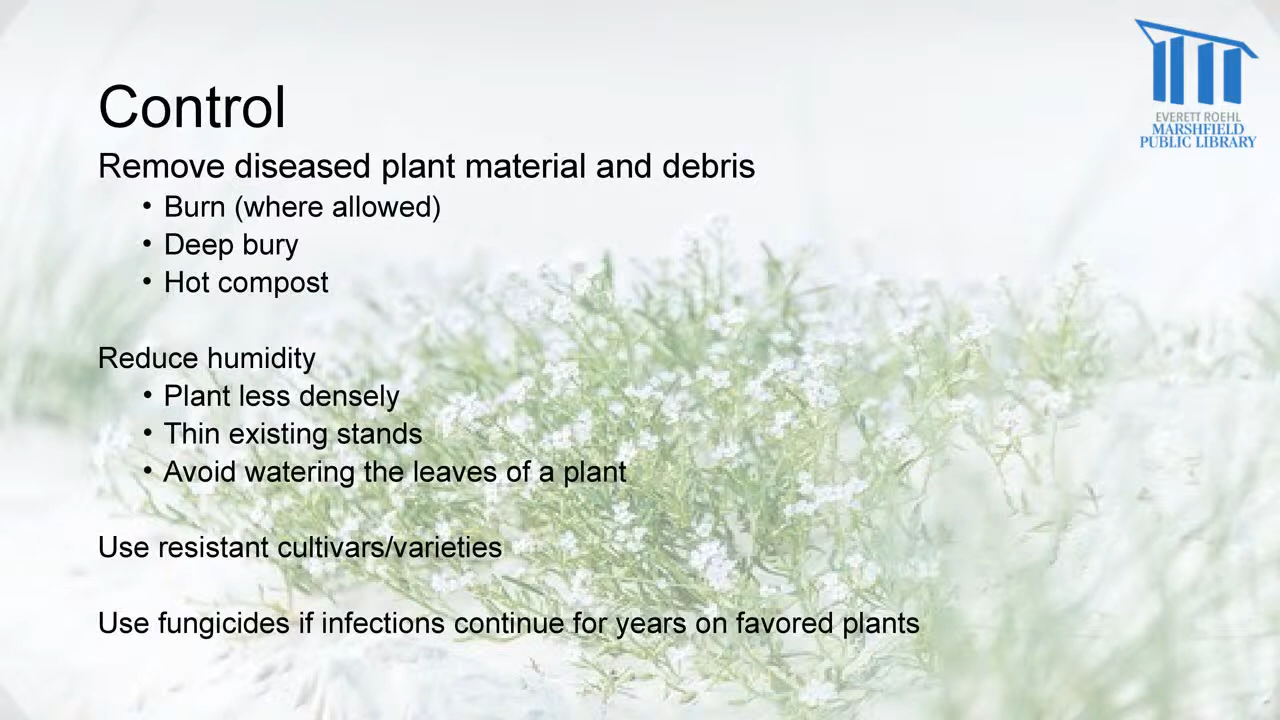 EVERETT ROEHL
MARSHFIELD
PUBLIC LIBRARY
Control
Remove diseased plant material and debris
• Burn (where allowed)
• Deep bury
• Hot compost
Reduce humidity
• Plant less densely
• Thin existing stands
• Avoid watering the leaves of a plant
Use resistant cultivars/varieties
Use fungicides if infections continue for years on favored plants